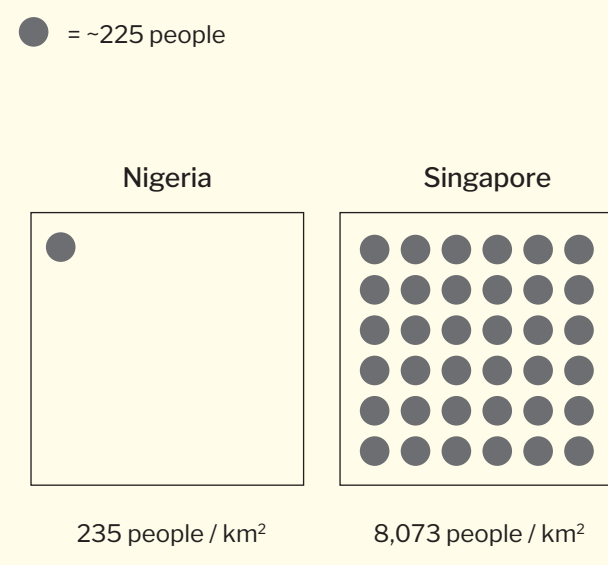 = ~225 people
Nigeria
Singapore
235 people / km²
8,073 people / km²